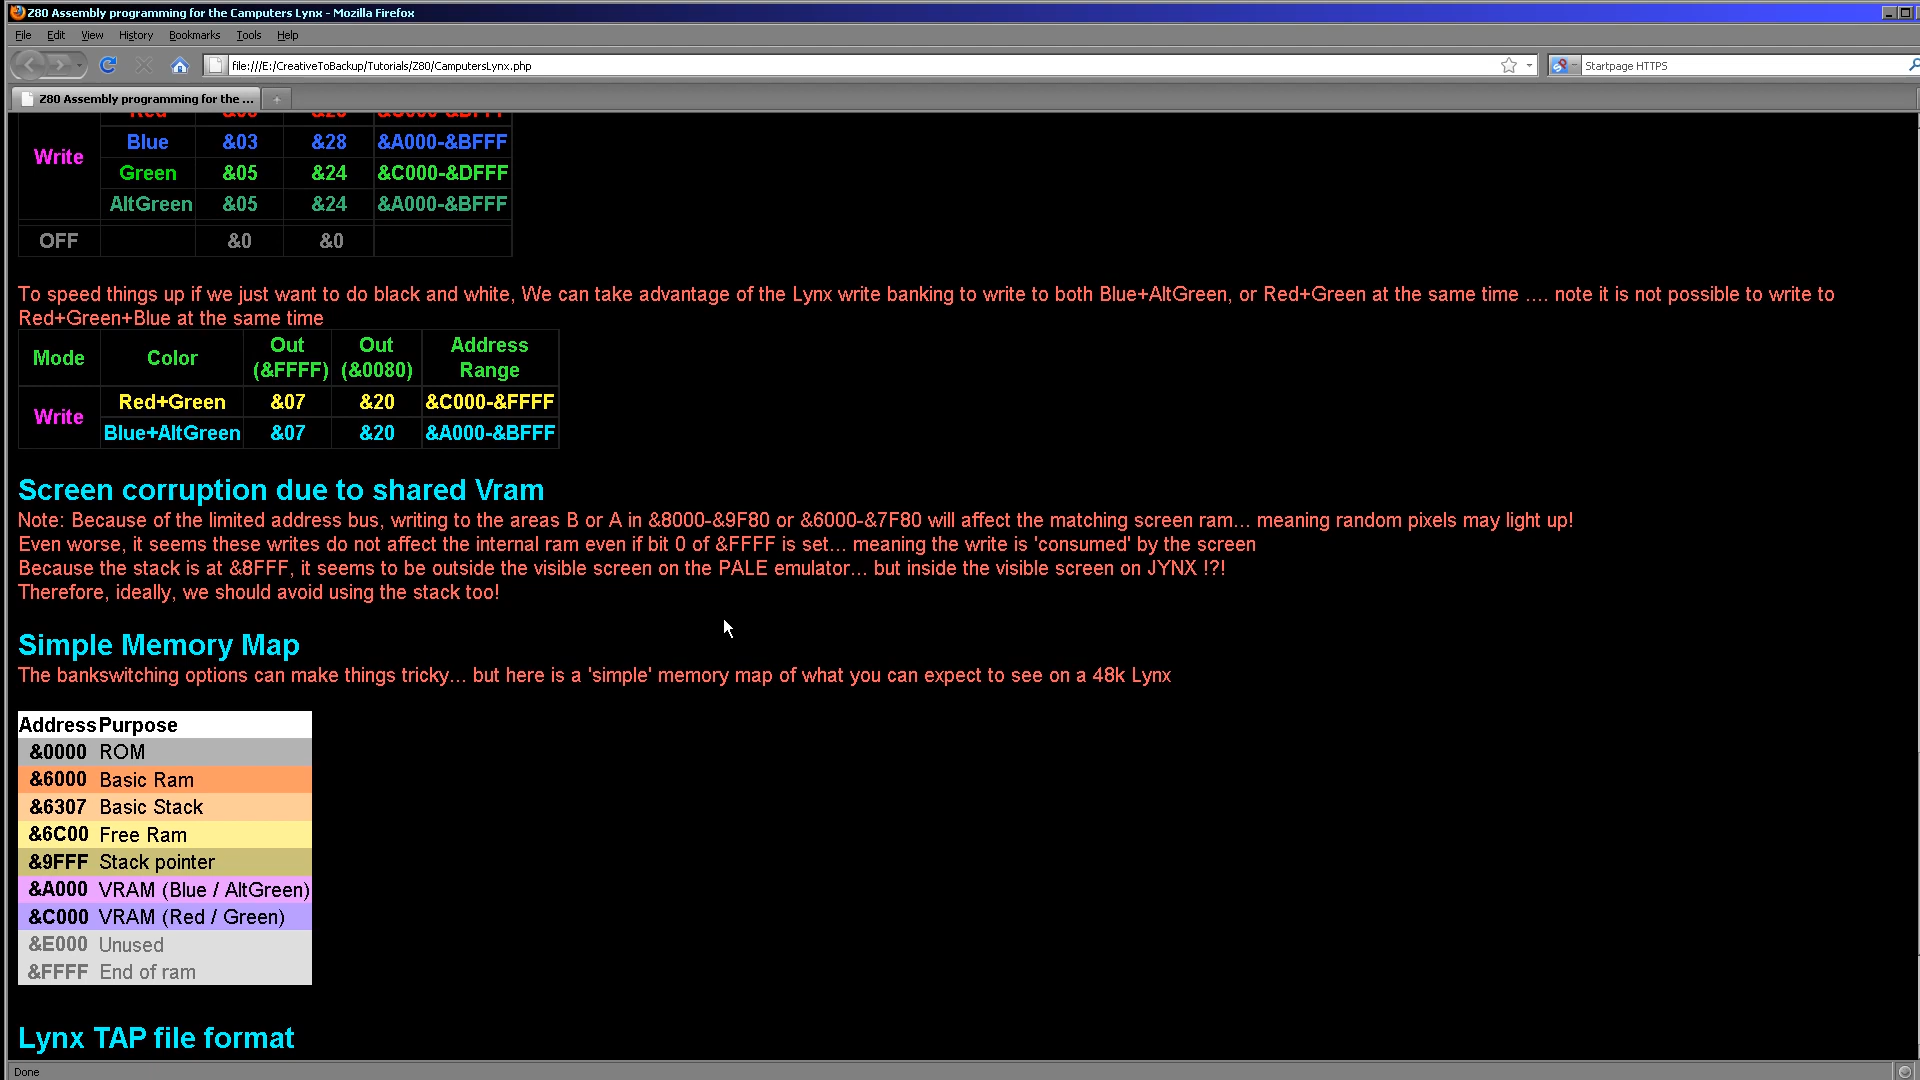 Z80 Assembly programming for the Camputers Lynx - Mozilla Firefox
File Edit View History Bookmarks Tools Help
file:///E:/CreativeToBackup/Tutorials/Z80/CamputersLynx.php
Startpage HTTPS
Z80 Assembly programming for the ...
Write
Blue &03 &28 &A000-&BFFF
Green &05 &24 &C000-&DFFF
AltGreen &05 &24 &A000-&BFFF
OFF &0 &0
To speed things up if we just want to do black and white, We can take advantage of the Lynx write banking to write to both Blue+AltGreen, or Red+Green at the same time .... note it is not possible to write to
Red+Green+Blue at the same time
Mode Color Out (&FFFF) Out (&0080) Address Range
Write
Red+Green &07 &20 &C000-&FFFF
Blue+AltGreen &07 &20 &A000-&BFFF
Screen corruption due to shared Vram
Note: Because of the limited address bus, writing to the areas B or A in &8000-&9F80 or &6000-&7F80 will affect the matching screen ram... meaning random pixels may light up!
Even worse, it seems these writes do not affect the internal ram even if bit 0 of &FFFF is set... meaning the write is 'consumed' by the screen
Because the stack is at &8FFF, it seems to be outside the visible screen on the PALE emulator... but inside the visible screen on JYNX !?!
Therefore, ideally, we should avoid using the stack too!
Simple Memory Map
The bankswitching options can make things tricky... but here is a 'simple' memory map of what you can expect to see on a 48k Lynx
Address Purpose
&0000 ROM
&6000 Basic Ram
&6307 Basic Stack
&6C00 Free Ram
&9FFF Stack pointer
&A000 VRAM (Blue / AltGreen)
&C000 VRAM (Red / Green)
&E000 Unused
&FFFF End of ram
Lynx TAP file format
Done